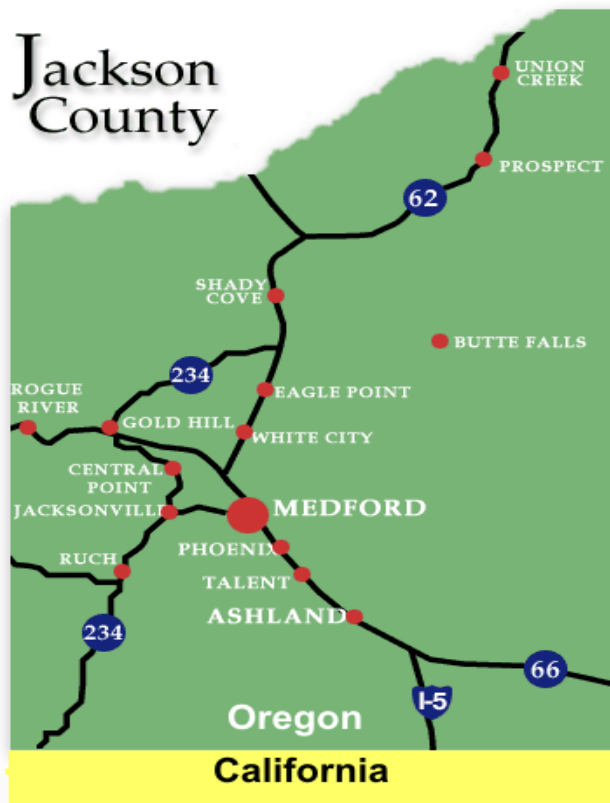 Jackson
County
UNION
CREEK
PROSPECT
62
SHADY
COVE
BUTTE FALLS
234
EAGLE POINT
ROGUE
RIVER
GOLD HILL
WHITE CITY
CENTRAL
POINT
JACKSONVILLE
MEDFORD
PHOENIX
RUCH
TALENT
ASHLAND
234
66
I-5
Oregon
California